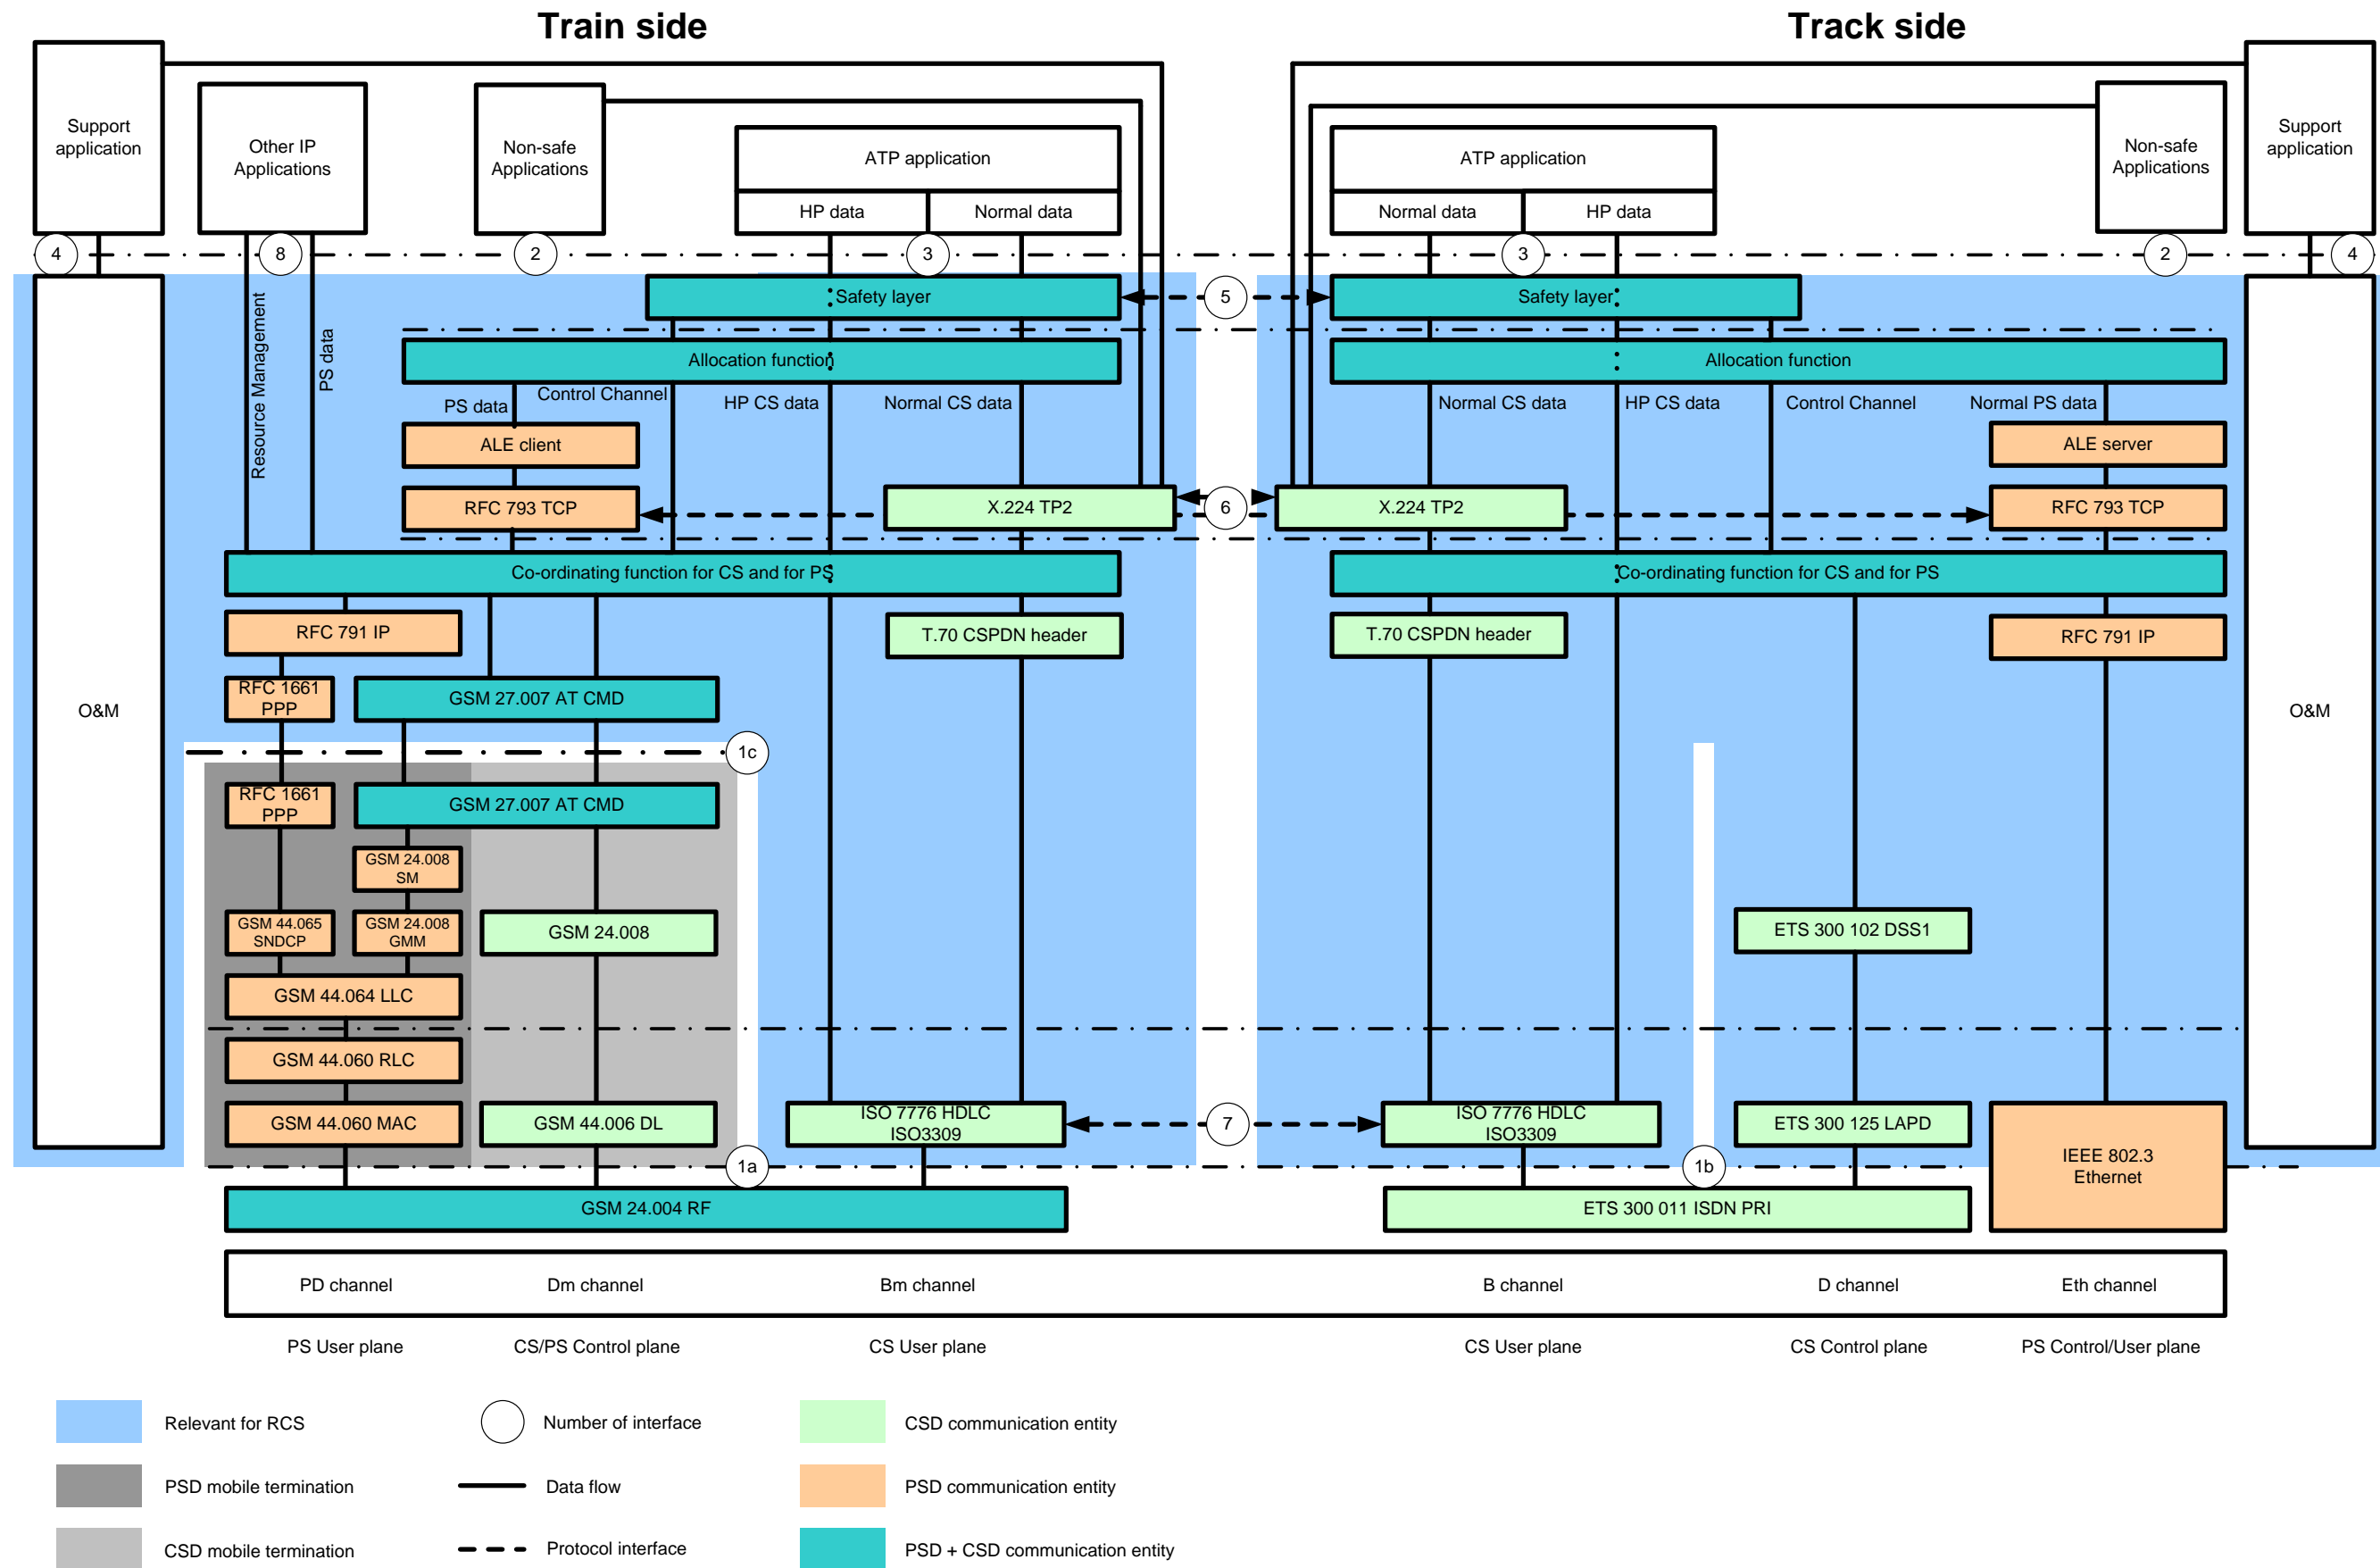 Train side
Track side
Support
application
Other IP
Applications
Non-safe
Applications
ATP application
HP data
Normal data
ATP application
Normal data
HP data
Non-safe
Applications
Support
application
4
8
2
3
3
2
4
Safety layer
5
Safety layer
Resource Management
PS data
Allocation function
Allocation function
PS data
Control Channel
HP CS data
Normal CS data
Normal CS data
HP CS data
Control Channel
Normal PS data
ALE client
ALE server
RFC 793 TCP
X.224 TP2
6
X.224 TP2
RFC 793 TCP
Co-ordinating function for CS and for PS
Co-ordinating function for CS and for PS
RFC 791 IP
T.70 CSPDN header
T.70 CSPDN header
RFC 791 IP
O&M
RFC 1661
PPP
GSM 27.007 AT CMD
O&M
1c
RFC 1661
PPP
GSM 27.007 AT CMD
GSM 24.008
SM
GSM 44.065
SNDCP
GSM 24.008
GMM
GSM 24.008
ETS 300 102 DSS1
GSM 44.064 LLC
GSM 44.060 RLC
GSM 44.060 MAC
GSM 44.006 DL
ISO 7776 HDLC
ISO3309
7
ISO 7776 HDLC
ISO3309
ETS 300 125 LAPD
IEEE 802.3
Ethernet
1a
1b
GSM 24.004 RF
ETS 300 011 ISDN PRI
PD channel
Dm channel
Bm channel
B channel
D channel
Eth channel
PS User plane
CS/PS Control plane
CS User plane
CS User plane
CS Control plane
PS Control/User plane
Relevant for RCS
Number of interface
CSD communication entity
PSD mobile termination
Data flow
PSD communication entity
CSD mobile termination
Protocol interface
PSD + CSD communication entity